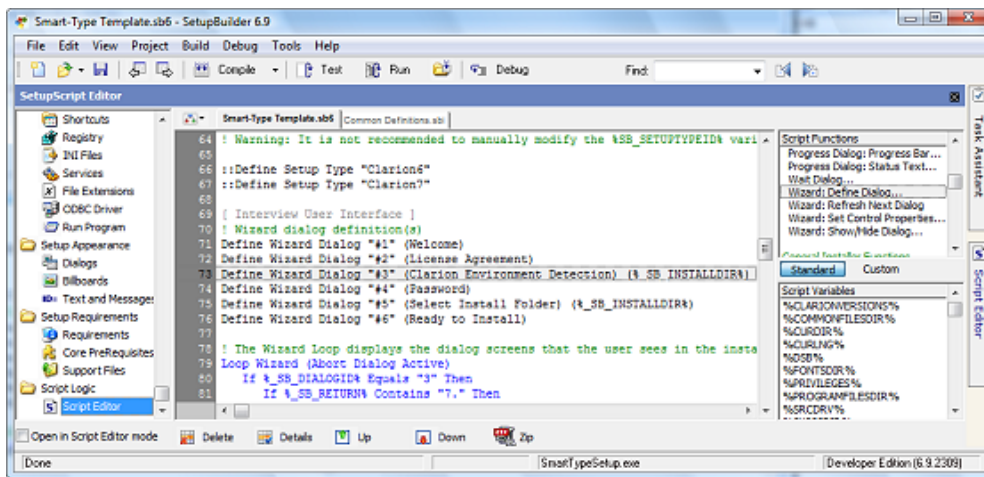 Smart-Type Template.sb6 - SetupBuilder 6.9
File Edit View Project Build Debug Tools Help
Compile Test Run Debug Find:
SetupScript Editor
Shortcuts
Registry
INI Files
Services
File Extensions
ODBC Driver
Run Program
Setup Appearance
Dialogs
Billboards
Text and Messages
Setup Requirements
Requirements
Core PreRequisites
Support Files
Script Logic
Script Editor
Smart-Type Template.sb6 Common Definitions.sbi
64 ! Warning: It is not recommended to manually modify the %SB_SETUPTYPEID% vari
65
66 ::Define Setup Type "Clarion6"
67 ::Define Setup Type "Clarion7"
68
69 [ Interview User Interface ]
70 ! Wizard dialog definition(s)
71 Define Wizard Dialog "#1" (Welcome)
72 Define Wizard Dialog "#2" (License Agreement)
73 Define Wizard Dialog "#3" (Clarion Environment Detection) (%_SB_INSTALLDIR%)
74 Define Wizard Dialog "#4" (Password)
75 Define Wizard Dialog "#5" (Select Install Folder) (%_SB_INSTALLDIR%)
76 Define Wizard Dialog "#6" (Ready to Install)
77
78 ! The Wizard Loop displays the dialog screens that the user sees in the insta
79 Loop Wizard (Abort Dialog Active)
80 If %_SB_DIALOGID% Equals "3" Then
81 If %_SB_RETURN% Contains "7." Then
Script Functions
Progress Dialog: Progress Bar...
Progress Dialog: Status Text...
Wait Dialog...
Wizard: Define Dialog...
Wizard: Refresh Next Dialog
Wizard: Set Control Properties...
Wizard: Show/Hide Dialog...
General Installer Functions
Standard Custom
Script Variables
%CLARIONVERSIONS%
%COMMONFILESDIR%
%CURDIR%
%CURLNG%
%DSB%
%FONTSDIR%
%PRIVILEGES%
%PROGRAMFILESDIR%
%SRCDRV%
Task Assistant
Script Editor
Open in Script Editor mode Delete Details Up Down Zip
Done SmartTypeSetup.exe Developer Edition (6.9.2309)